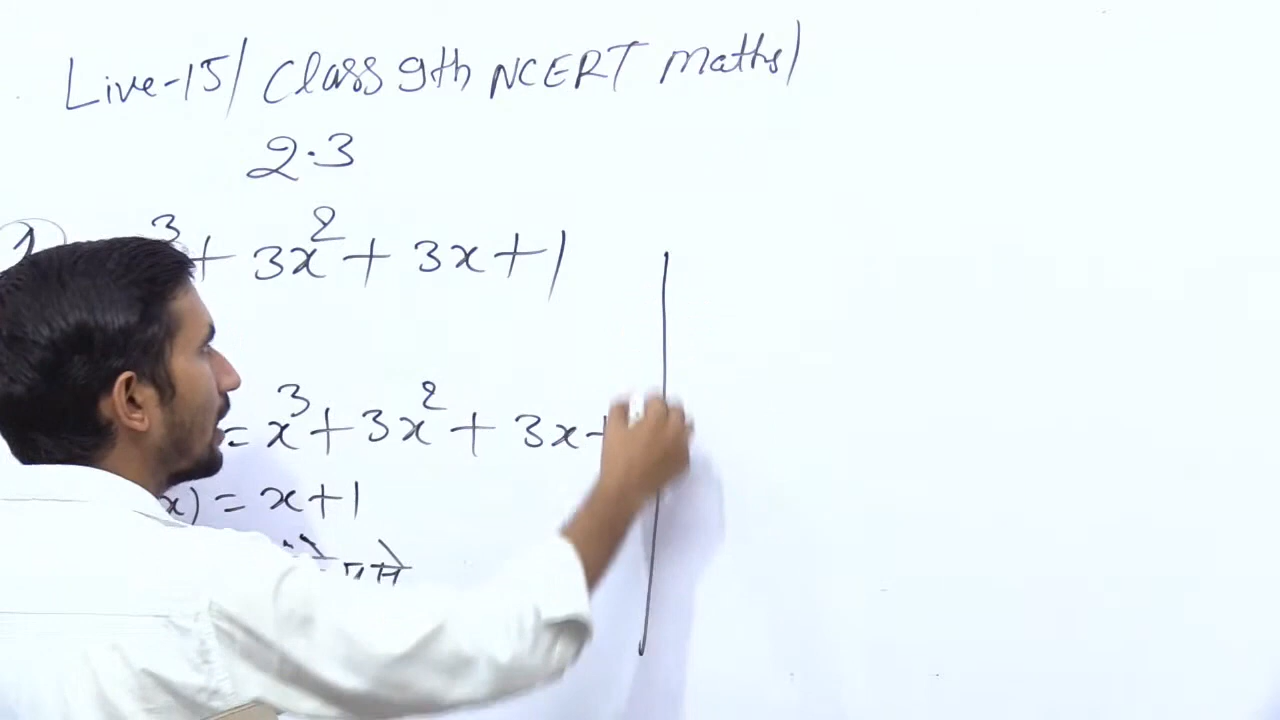 Live-15/ Class 9th NCERT Maths/
2.3
3 + 3x² + 3x + 1
= x³ + 3x² + 3x +
x) = x + 1